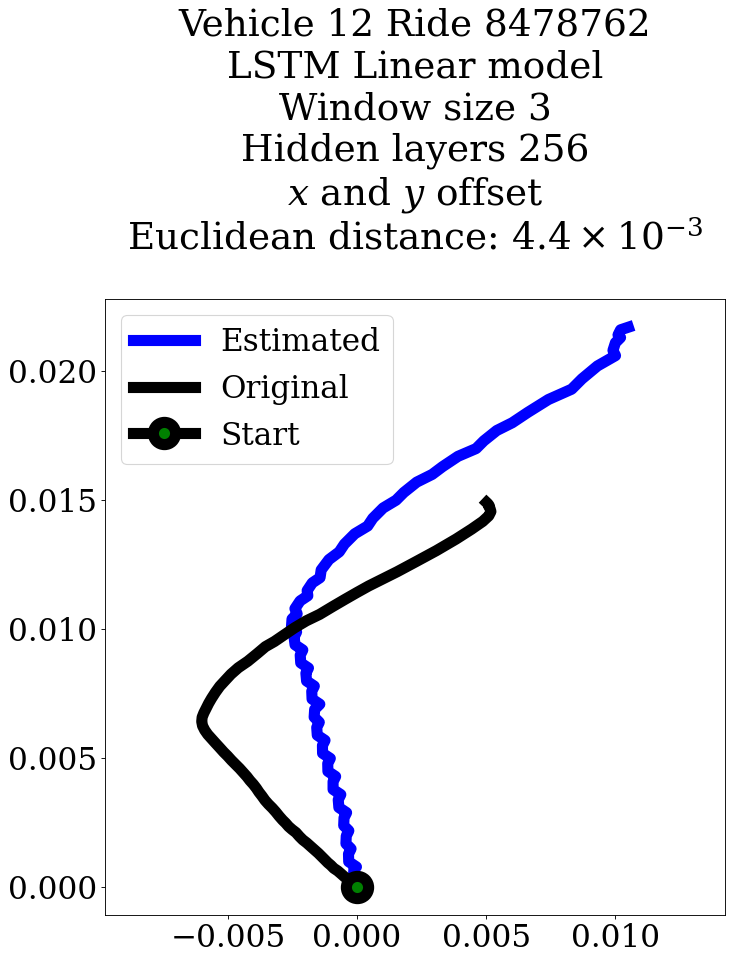 Vehicle 12 Ride 8478762
LSTM Linear model
Window size 3
Hidden layers 256
x and y offset
Euclidean distance: 4.4 × 10⁻³
Estimated
Original
Start
0.020
0.015
0.010
0.005
0.000
−0.005 0.000 0.005 0.010